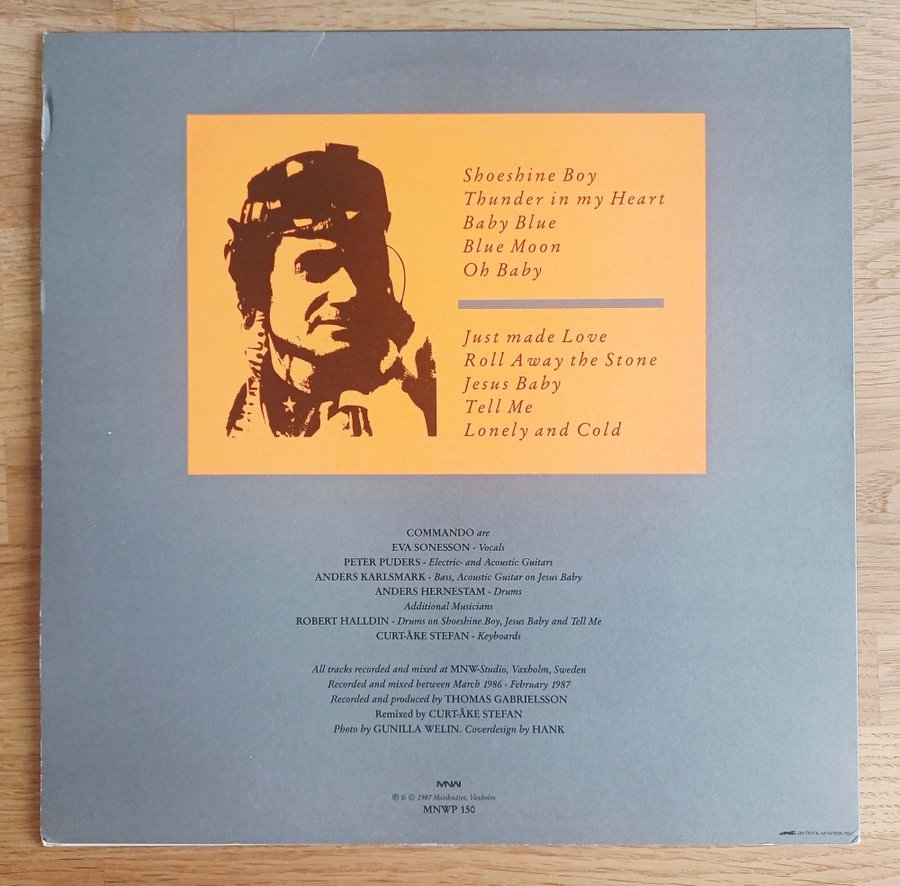 Shoeshine Boy
Thunder in my Heart
Baby Blue
Blue Moon
Oh Baby
Just made Love
Roll Away the Stone
Jesus Baby
Tell Me
Lonely and Cold
COMMANDO are
EVA SONESSON - Vocals
PETER PUDERS - Electric- and Acoustic Guitars
ANDERS KARLSMARK - Bass, Acoustic Guitar on Jesus Baby
ANDERS HERNESTAM - Drums
Additional Musicians
ROBERT HALLDIN - Drums on Shoeshine Boy, Jesus Baby and Tell Me
CURT-ÅKE STEFAN - Keyboards
All tracks recorded and mixed at MNW-Studio, Vaxholm, Sweden
Recorded and mixed between March 1986 - February 1987
Recorded and produced by THOMAS GABRIELSSON
Remixed by CURT-ÅKE STEFAN
Photo by GUNILLA WELIN. Coverdesign by HANK
MNW
℗ & © 1987 Musiknätet, Vaxholm
MNWP 150